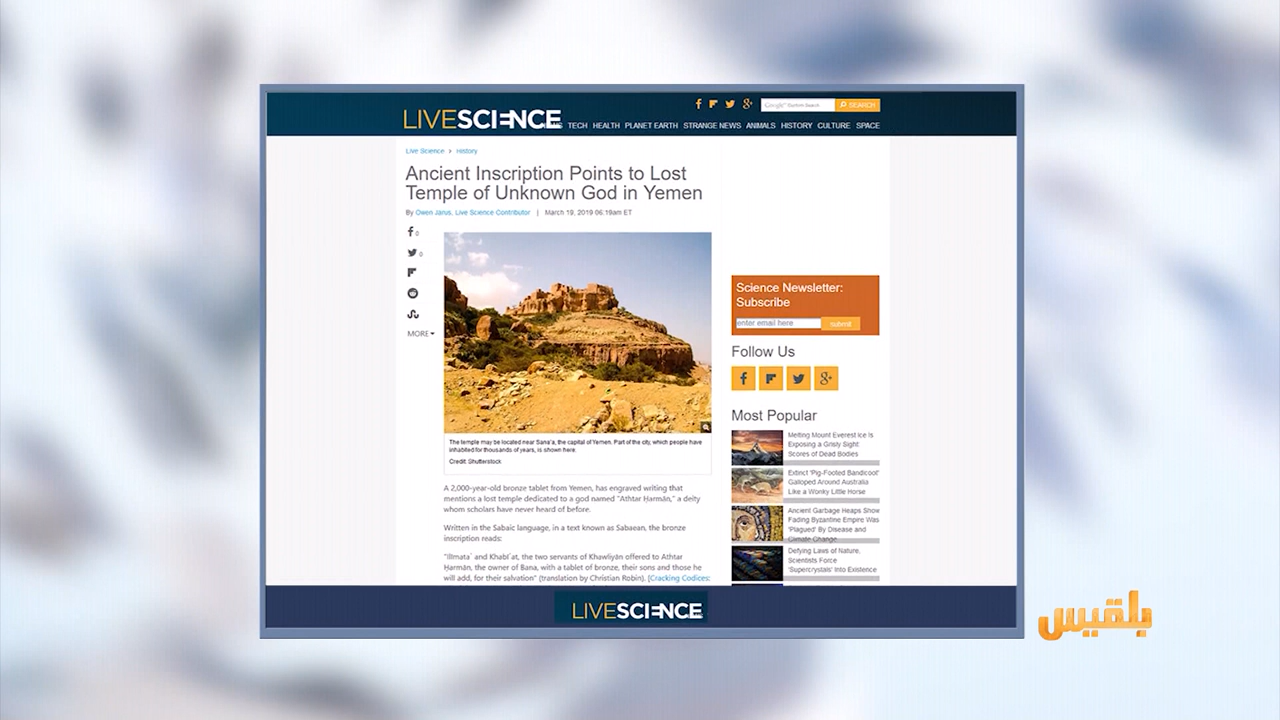 LIVESCIENCE
Google™ Custom Search
SEARCH
TECH HEALTH PLANET EARTH STRANGE NEWS ANIMALS HISTORY CULTURE SPACE
Live Science > History
Ancient Inscription Points to Lost
Temple of Unknown God in Yemen
By Owen Jarus, Live Science Contributor | March 19, 2019 06:19am ET
0
0
MORE
The temple may be located near Sana'a, the capital of Yemen. Part of the city, which people have
inhabited for thousands of years, is shown here.
Credit: Shutterstock
A 2,000-year-old bronze tablet from Yemen, has engraved writing that
mentions a lost temple dedicated to a god named "Athtar Ḥarmān," a deity
whom scholars have never heard of before.
Written in the Sabaic language, in a text known as Sabaean, the bronze
inscription reads:
and Khabīʾat, the two servants of Khawliyān offered to Athtar
Ḥarmān, the owner of Bana, with a tablet of bronze, their sons and those he
will add, for their salvation" (translation by Christian Robin). [Cracking Codices:
Science Newsletter:
Subscribe
enter email here
submit
Follow Us
Most Popular
Melting Mount Everest Ice Is
Exposing a Grisly Sight
Scores of Dead Bodies
Extinct 'Pig-Footed Bandicoot'
Galloped Around Australia
Like a Wonky Little Horse
Ancient Garbage Heaps Show
Fading Byzantine Empire Was
'Plagued' By Disease and
Climate Change
Defying Laws of Nature,
Scientists Force
'Supercrystals' Into Existence
LIVESCIENCE
بلقيس